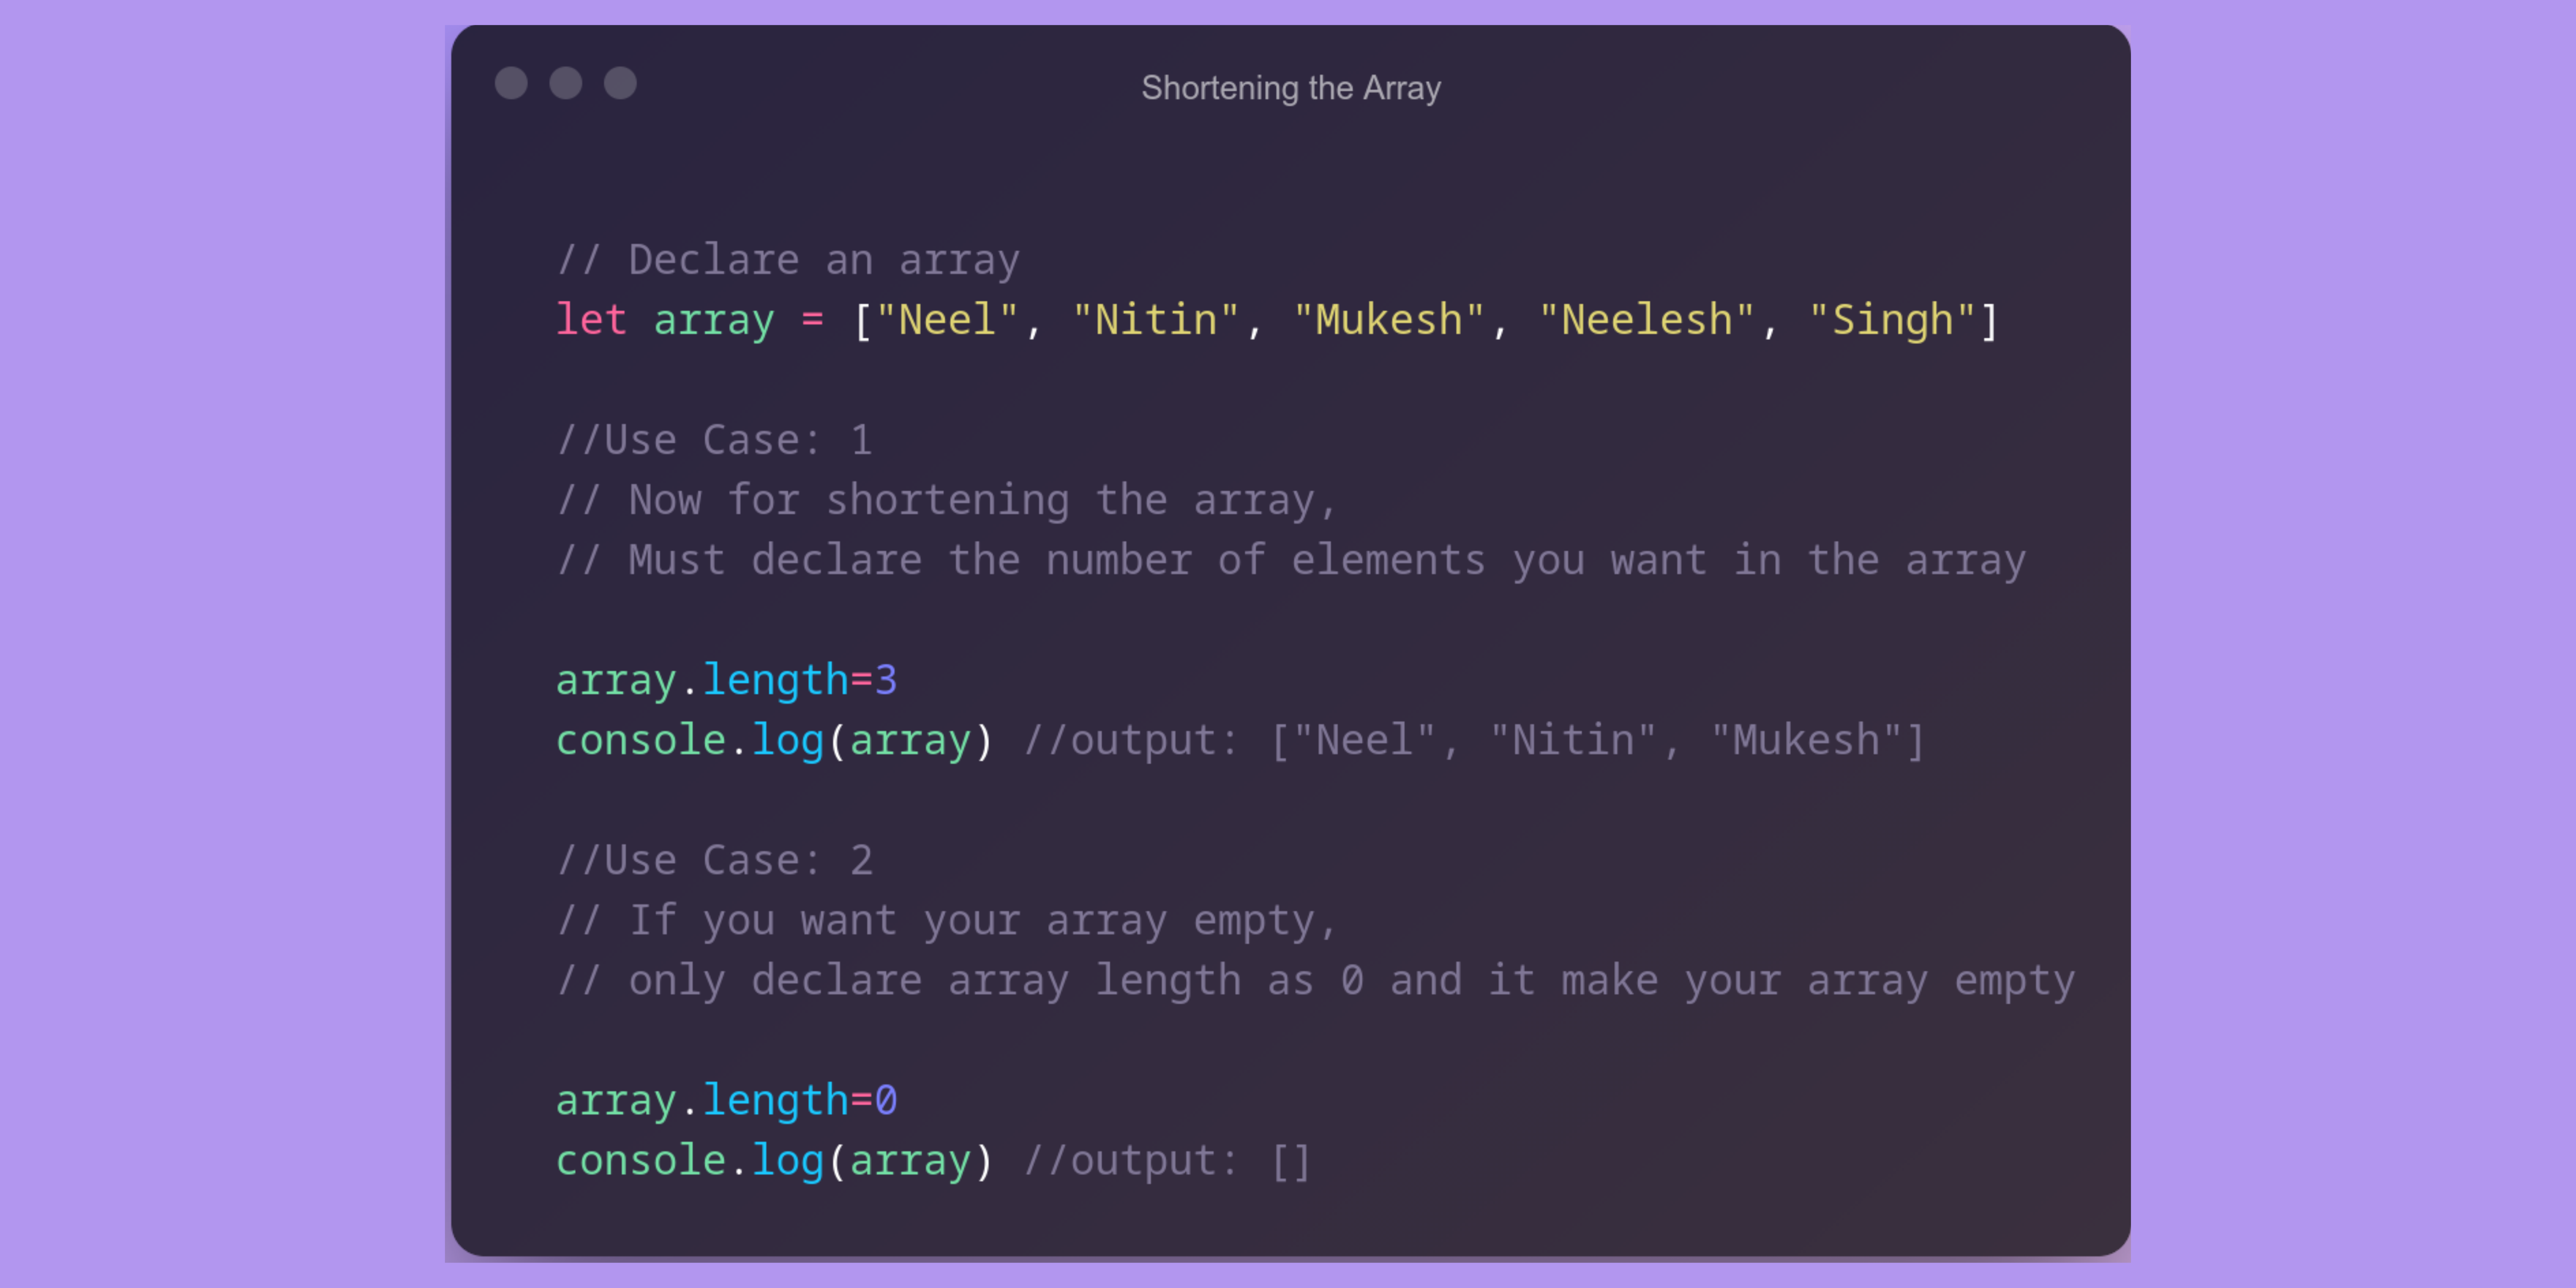 Shortening the Array
// Declare an array
let array = ["Neel", "Nitin", "Mukesh", "Neelesh", "Singh"]
//Use Case: 1
// Now for shortening the array,
// Must declare the number of elements you want in the array
array.length=3
console.log(array) //output: ["Neel", "Nitin", "Mukesh"]
//Use Case: 2
// If you want your array empty,
// only declare array length as 0 and it make your array empty
array.length=0
console.log(array) //output: []